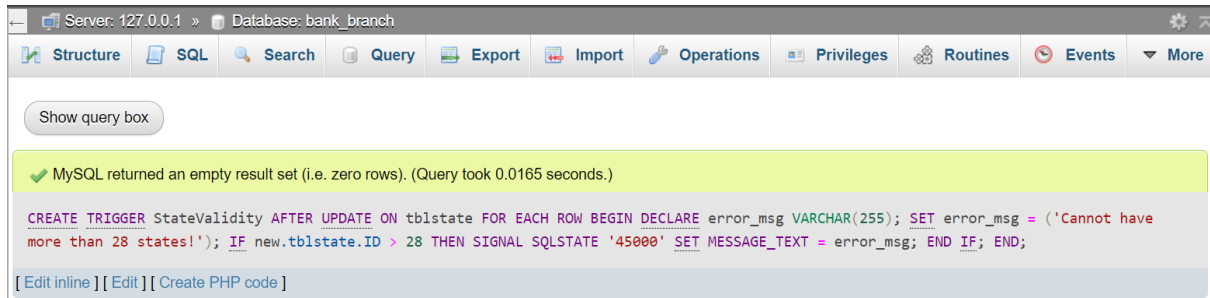 Server: 127.0.0.1 » Database: bank_branch
Structure SQL Search Query Export Import Operations Privileges Routines Events More
Show query box
MySQL returned an empty result set (i.e. zero rows). (Query took 0.0165 seconds.)
CREATE TRIGGER StateValidity AFTER UPDATE ON tblstate FOR EACH ROW BEGIN DECLARE error_msg VARCHAR(255); SET error_msg = ('Cannot have
more than 28 states!'); IF new.tblstate.ID > 28 THEN SIGNAL SQLSTATE '45000' SET MESSAGE_TEXT = error_msg; END IF; END;
[ Edit inline ] [ Edit ] [ Create PHP code ]